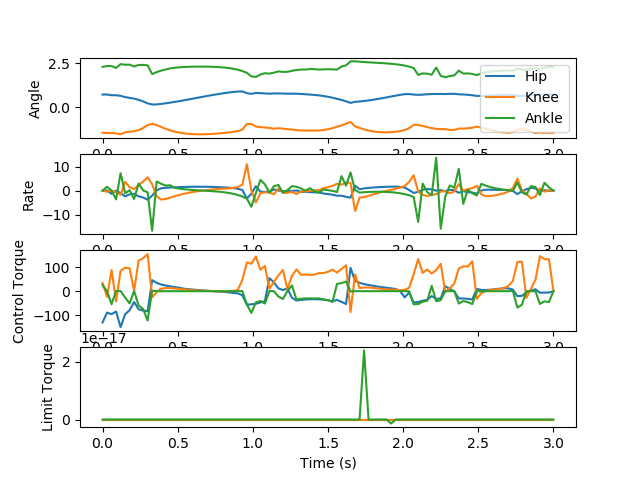 2.5
0.0
Angle
Hip
Knee
Ankle
10
0
−10
Rate
100
0
−100
Control Torque
1e−17
2
0
Limit Torque
0.0 0.5 1.0 1.5 2.0 2.5 3.0
Time (s)